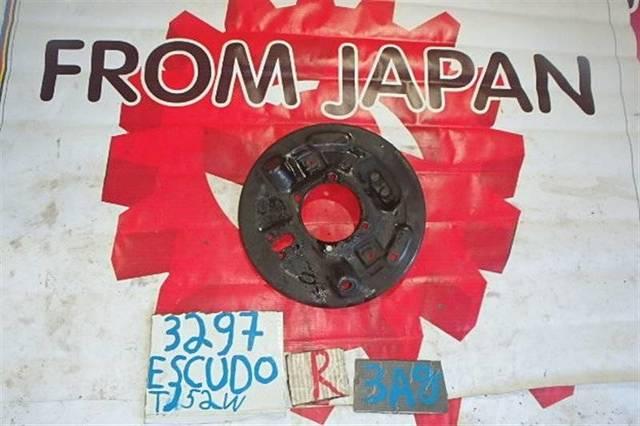 FROM JAPAN
3297
ESCUDO
R
3A8